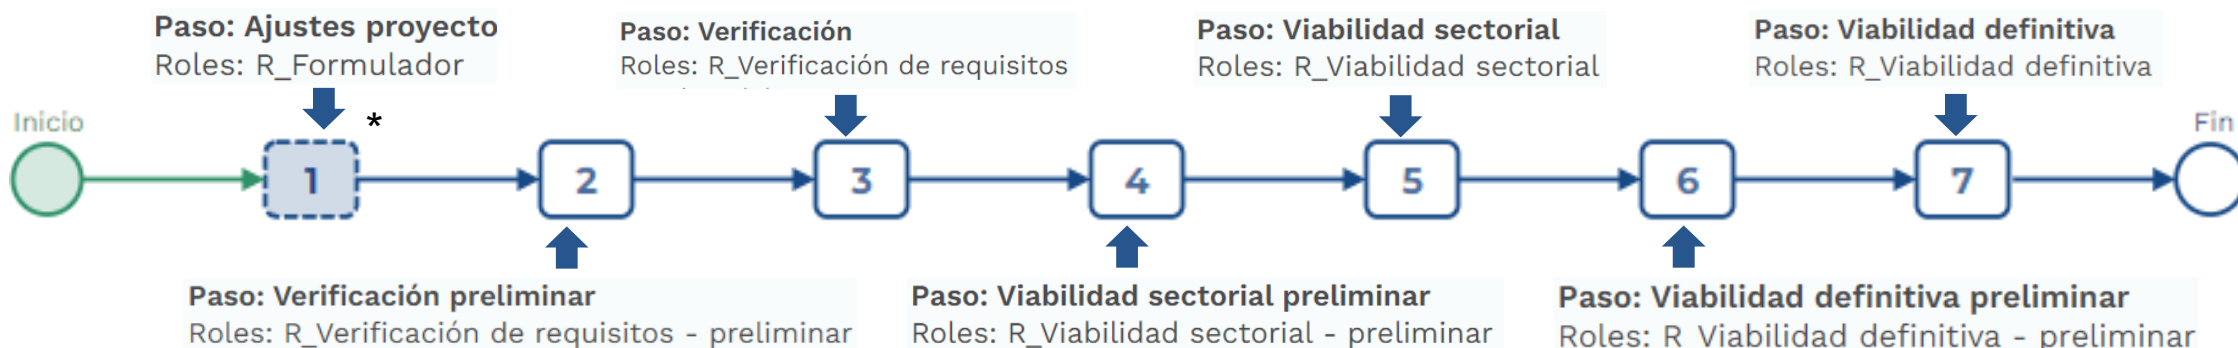 Paso: Ajustes proyecto
Roles: R_Formulador
Paso: Verificación
Roles: R_Verificación de requisitos
Paso: Viabilidad sectorial
Roles: R_Viabilidad sectorial
Paso: Viabilidad definitiva
Roles: R_Viabilidad definitiva
Inicio
*
Fin
1
2
3
4
5
6
7
Paso: Verificación preliminar
Roles: R_Verificación de requisitos - preliminar
Paso: Viabilidad sectorial preliminar
Roles: R_Viabilidad sectorial - preliminar
Paso: Viabilidad definitiva preliminar
Roles: R_Viabilidad definitiva - preliminar